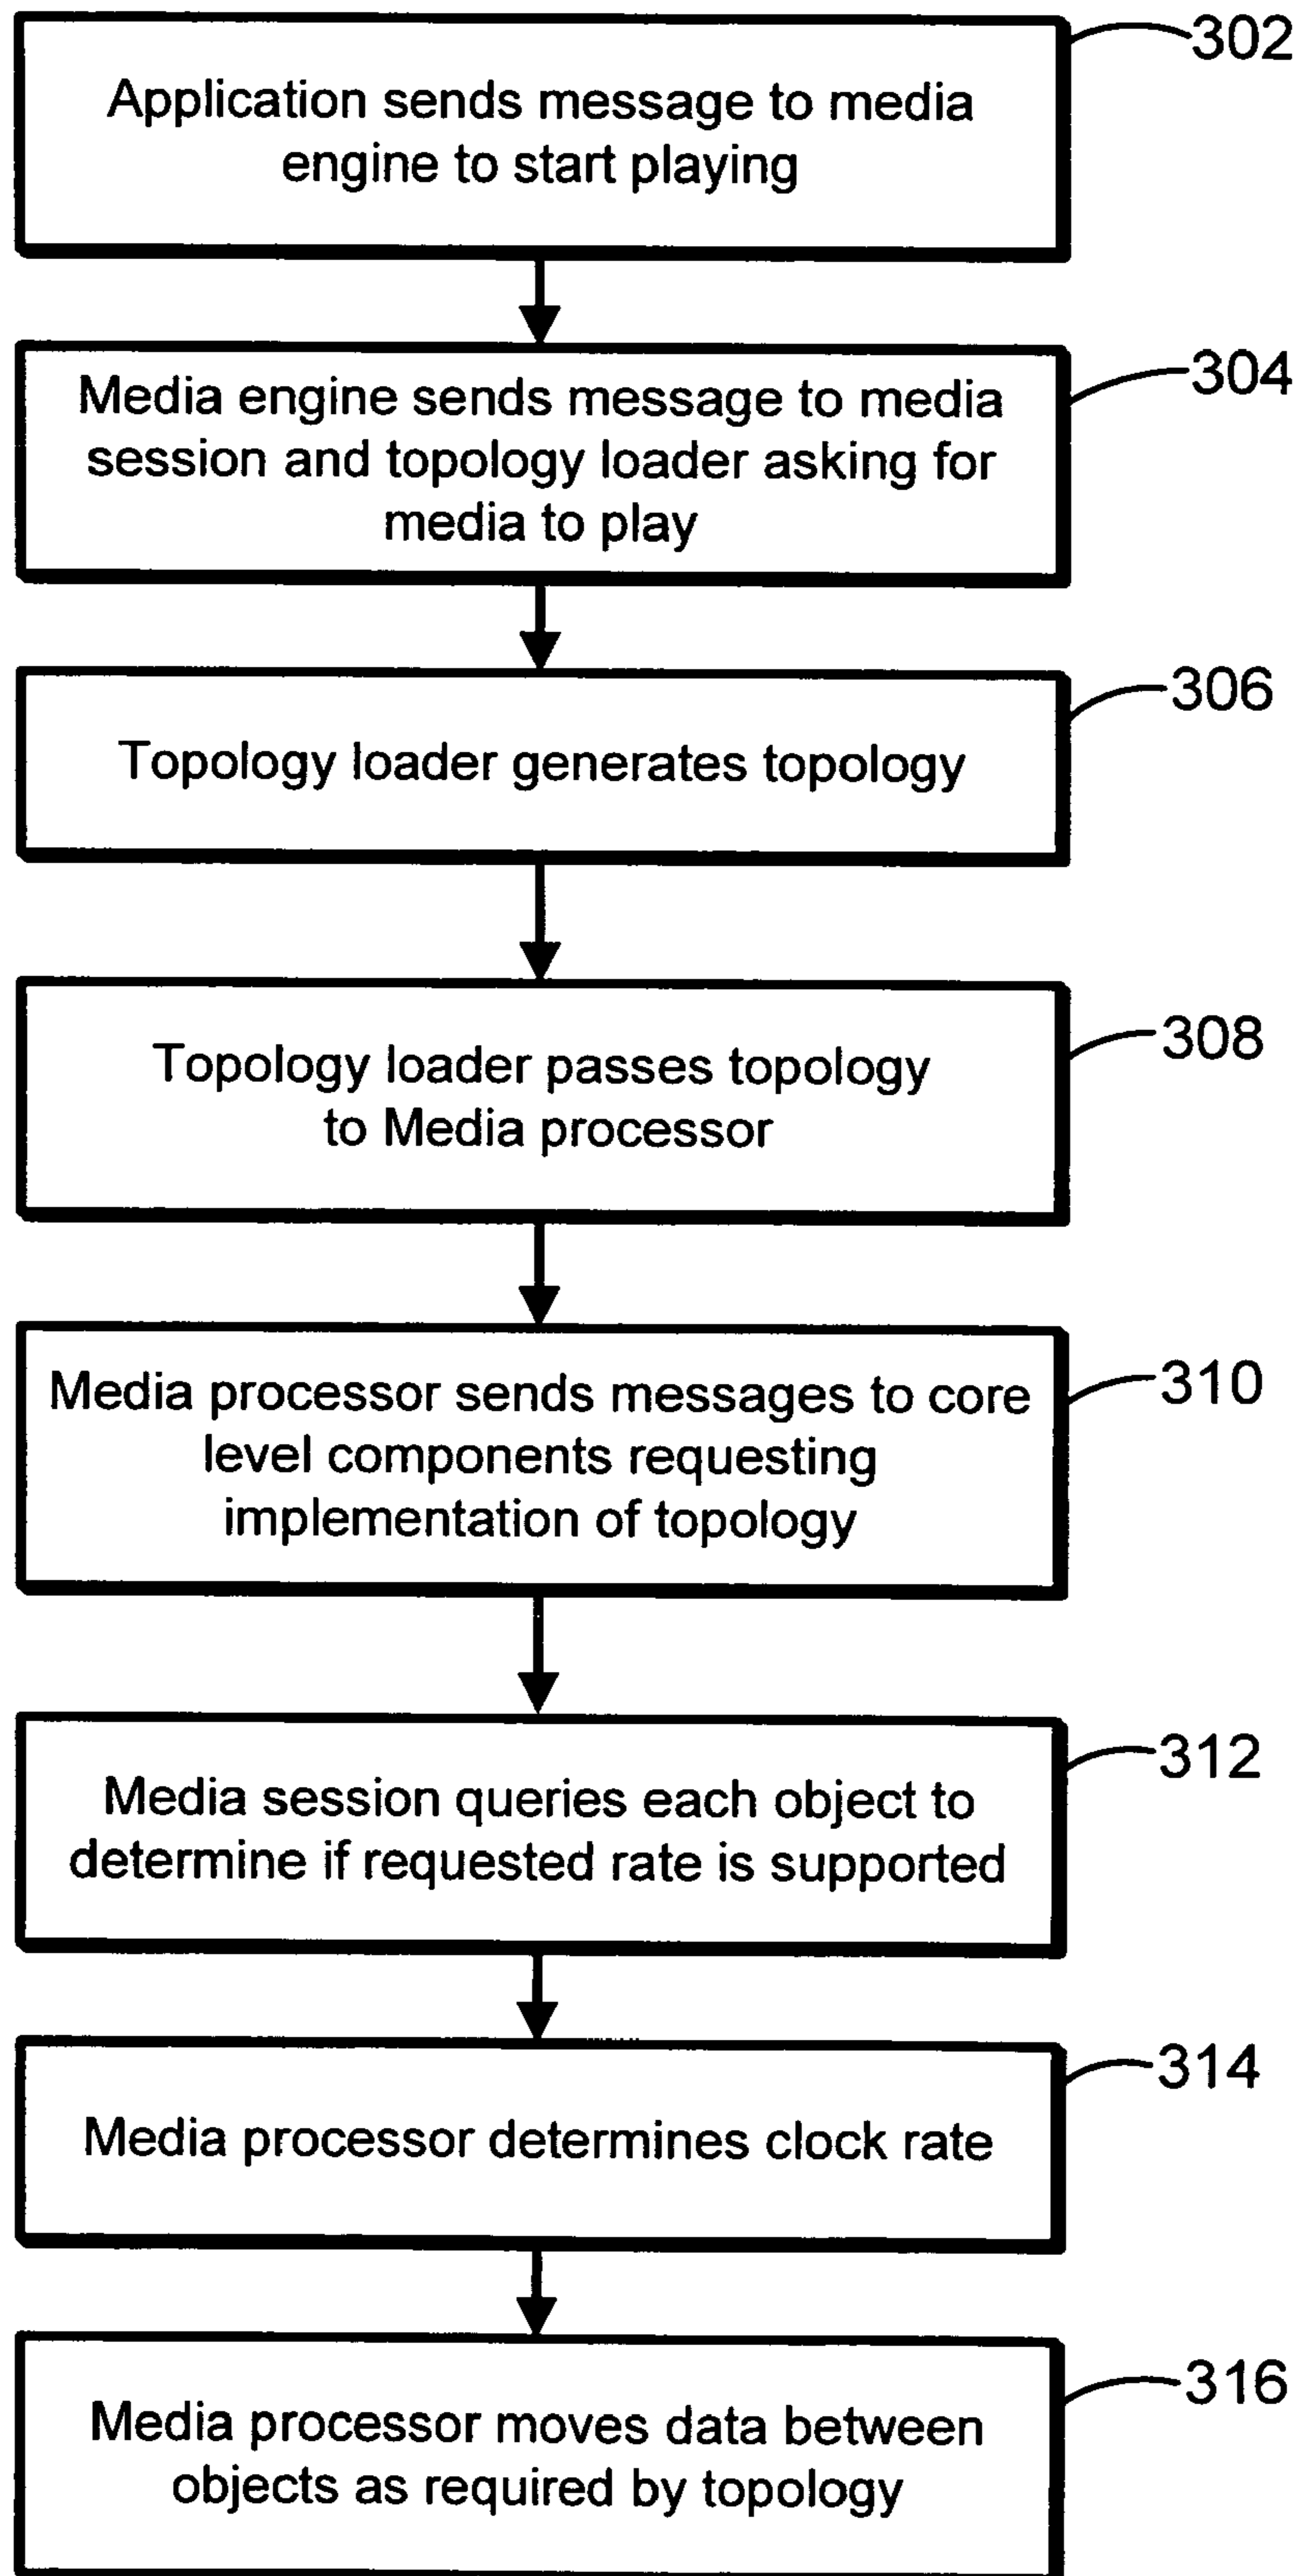 302
Application sends message to media
engine to start playing
304
Media engine sends message to media
session and topology loader asking for
media to play
306
Topology loader generates topology
308
Topology loader passes topology
to Media processor
310
Media processor sends messages to core
level components requesting
implementation of topology
312
Media session queries each object to
determine if requested rate is supported
314
Media processor determines clock rate
316
Media processor moves data between
objects as required by topology